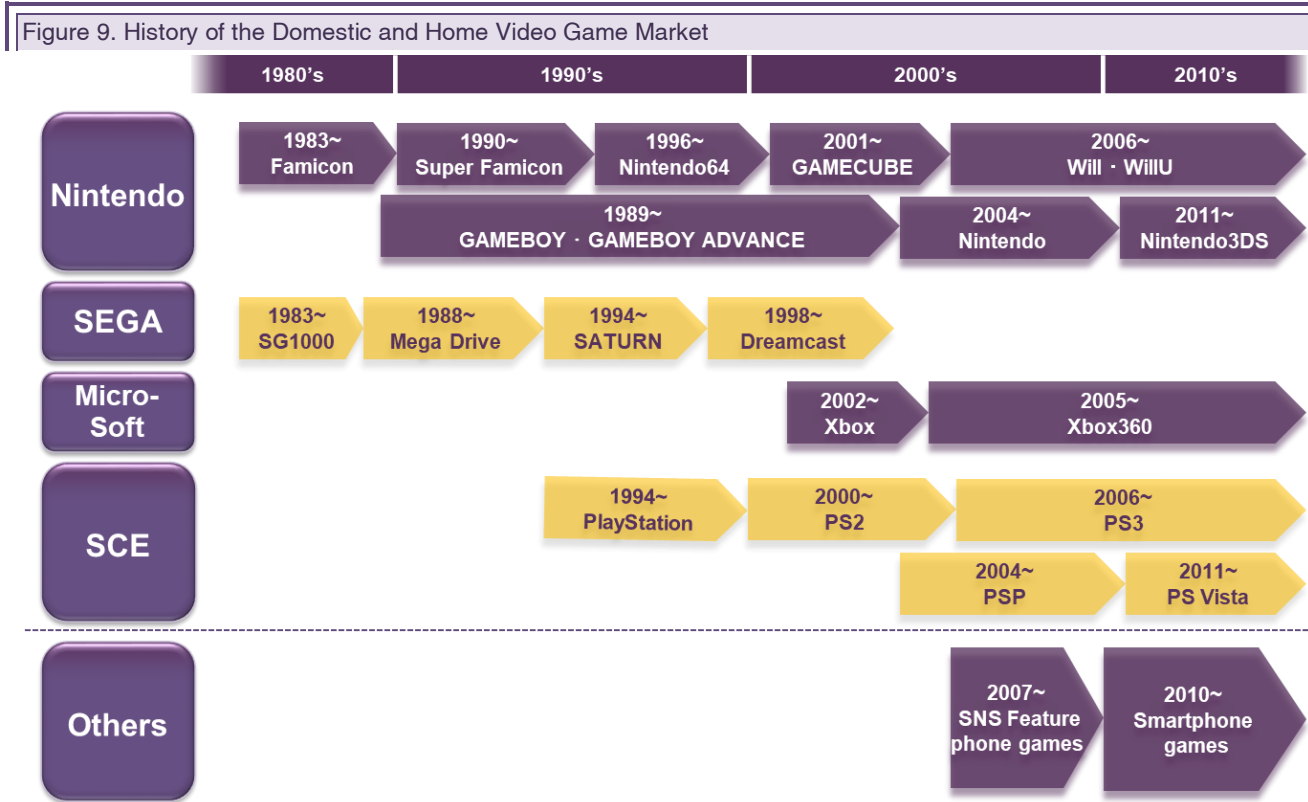 Figure 9. History of the Domestic and Home Video Game Market
1980's
1990's
2000's
2010's
Nintendo
1983~
Famicon
1990~
Super Famicon
1996~
Nintendo64
2001~
GAMECUBE
2006~
Will · WillU
1989~
GAMEBOY · GAMEBOY ADVANCE
2004~
Nintendo
2011~
Nintendo3DS
SEGA
1983~
SG1000
1988~
Mega Drive
1994~
SATURN
1998~
Dreamcast
Micro-
Soft
2002~
Xbox
2005~
Xbox360
SCE
1994~
PlayStation
2000~
PS2
2006~
PS3
2004~
PSP
2011~
PS Vista
Others
2007~
SNS Feature
phone games
2010~
Smartphone
games